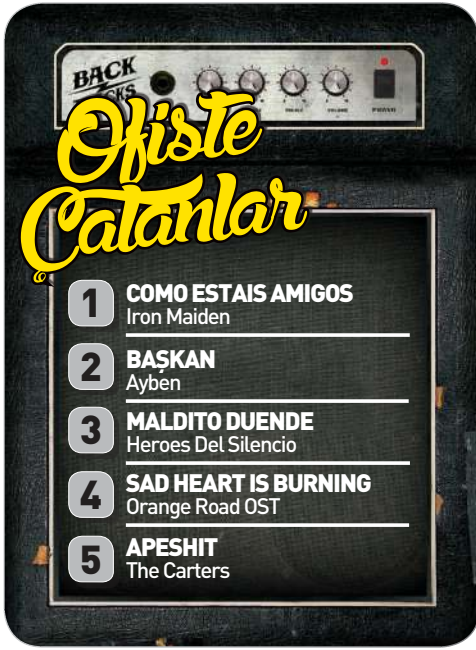 BACK
Ofiste
Çalanlar
1
COMO ESTAIS AMIGOS
Iron Maiden
2
BAŞKAN
Ayben
3
MALDITO DUENDE
Heroes Del Silencio
4
SAD HEART IS BURNING
Orange Road OST
5
APESHIT
The Carters